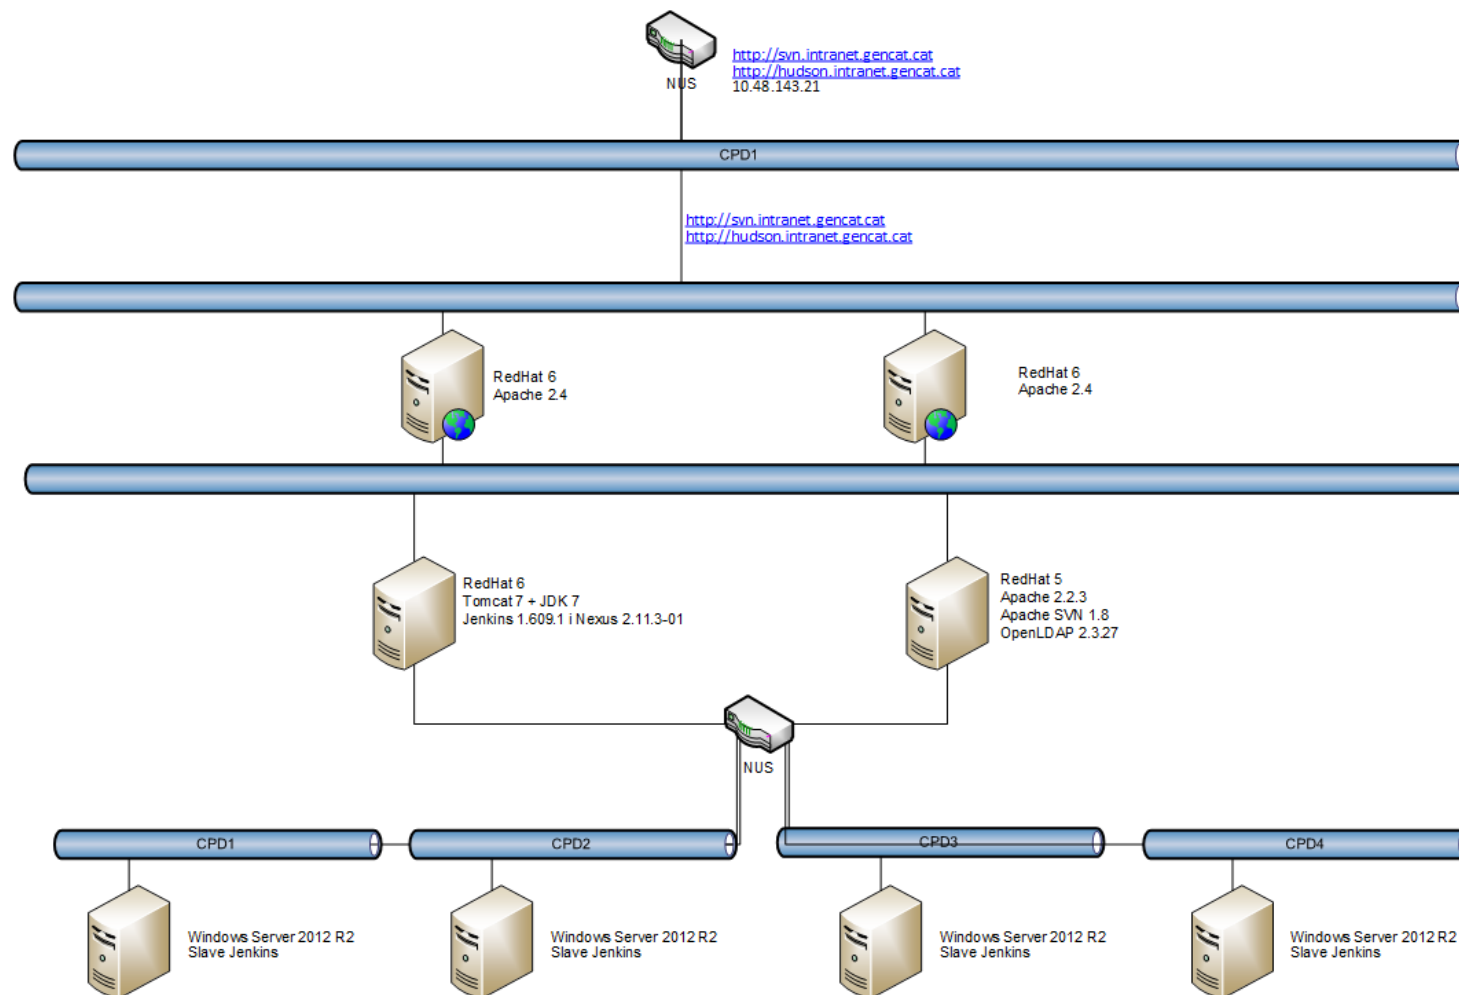 http://svn.intranet.gencat.cat
http://hudson.intranet.gencat.cat
10.48.143.21
NUS
CPD1
http://svn.intranet.gencat.cat
http://hudson.intranet.gencat.cat
RedHat 6
Apache 2.4
RedHat 6
Apache 2.4
RedHat 6
Tomcat 7 + JDK 7
Jenkins 1.609.1 i Nexus 2.11.3-01
RedHat 5
Apache 2.2.3
Apache SVN 1.8
OpenLDAP 2.3.27
NUS
CPD1
CPD2
CPD3
CPD4
Windows Server 2012 R2
Slave Jenkins
Windows Server 2012 R2
Slave Jenkins
Windows Server 2012 R2
Slave Jenkins
Windows Server 2012 R2
Slave Jenkins